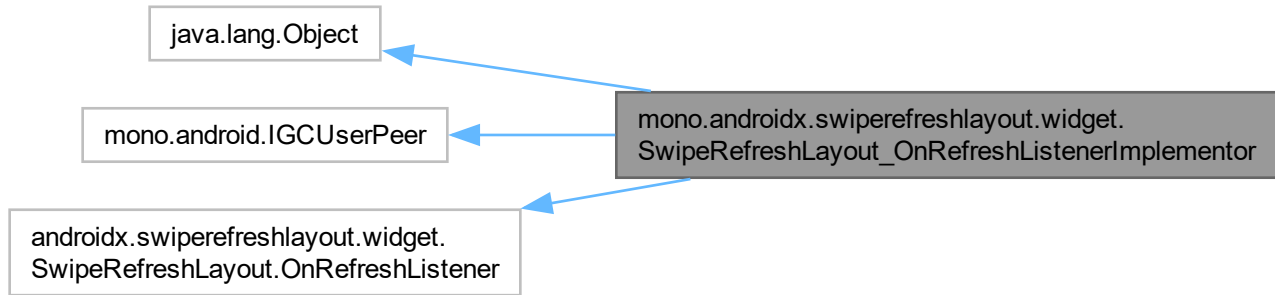 java.lang.Object
mono.android.IGCUserPeer
androidx.swiperefreshlayout.widget.
SwipeRefreshLayout.OnRefreshListener
mono.androidx.swiperefreshlayout.widget.
SwipeRefreshLayout_OnRefreshListenerImplementor